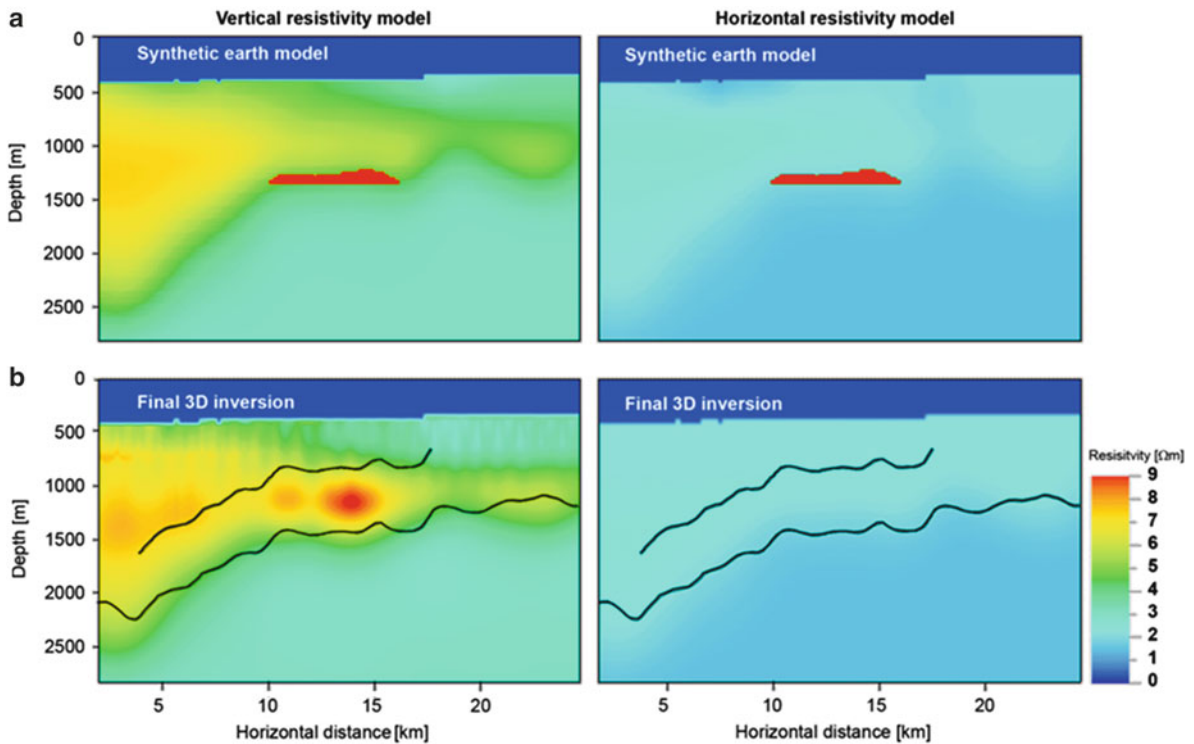 a
Vertical resistivity model
Horizontal resistivity model
0
500
1000
1500
2000
2500
Depth [m]
Synthetic earth model
Synthetic earth model
b
0
500
1000
1500
2000
2500
Depth [m]
Final 3D inversion
Final 3D inversion
Resisitvity [Ωm]
9
8
7
6
5
4
3
2
1
0
5
10
15
20
5
10
15
20
Horizontal distance [km]
Horizontal distance [km]